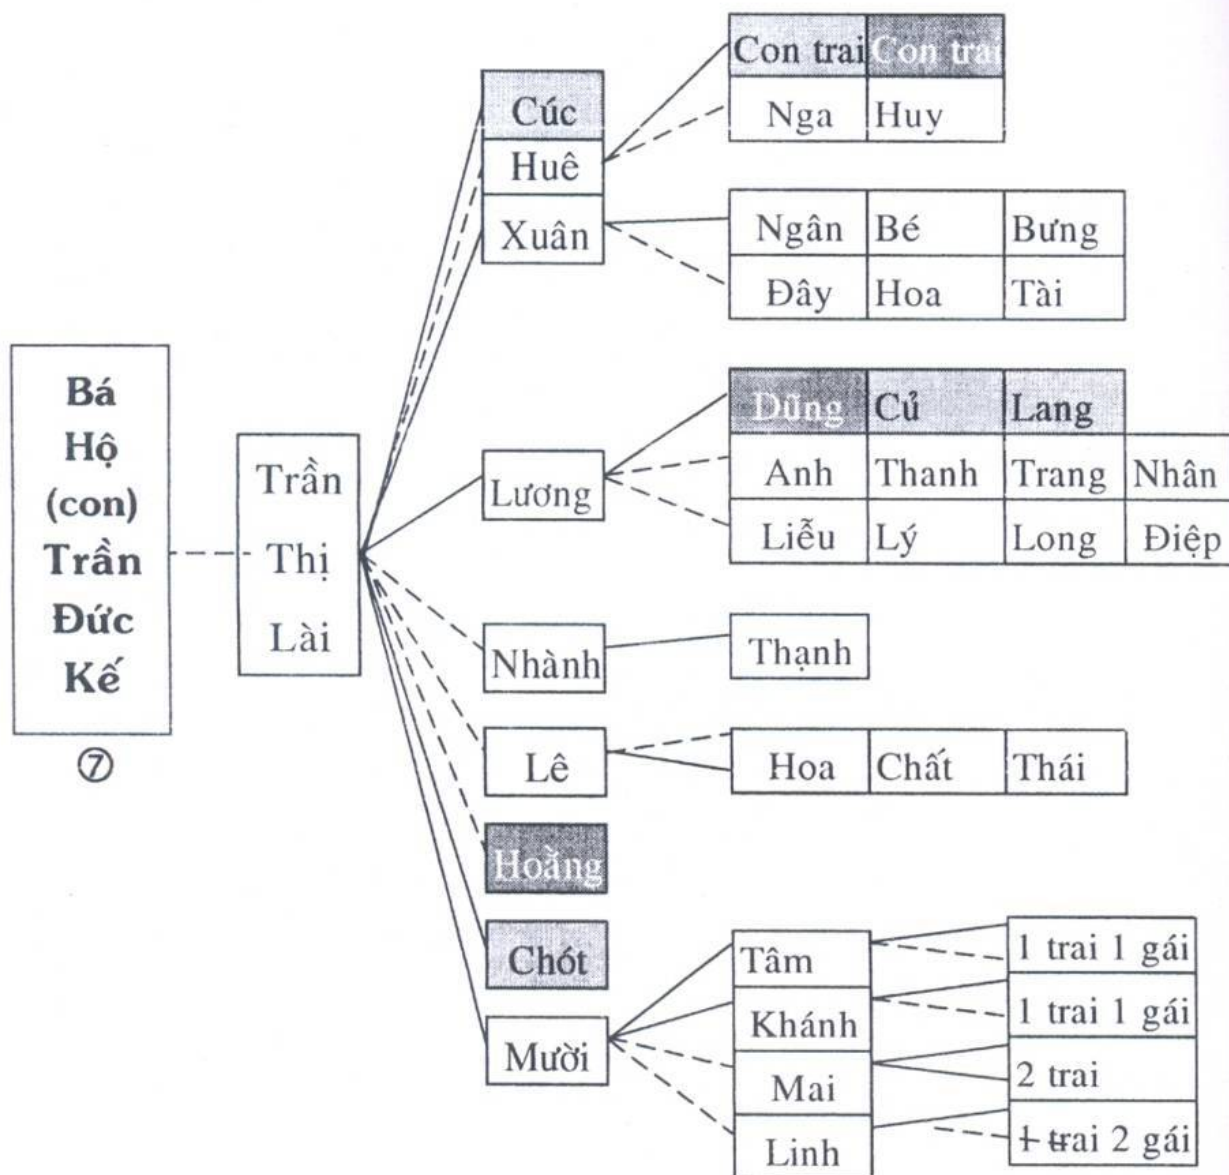 Bá
Hộ
(con)
Trần
Đức
Kế
⑦
Trần
Thị
Lài
Cúc
Huê
Xuân
Lương
Nhành
Lê
Hoằng
Chót
Mười
Con trai Con trai
Nga Huy
Ngân Bé Bưng
Đây Hoa Tài
Dũng Củ Lang
Anh Thanh Trang Nhân
Liễu Lý Long Điệp
Thạnh
Hoa Chất Thái
Tâm
Khánh
Mai
Linh
1 trai 1 gái
1 trai 1 gái
2 trai
1 trai 2 gái